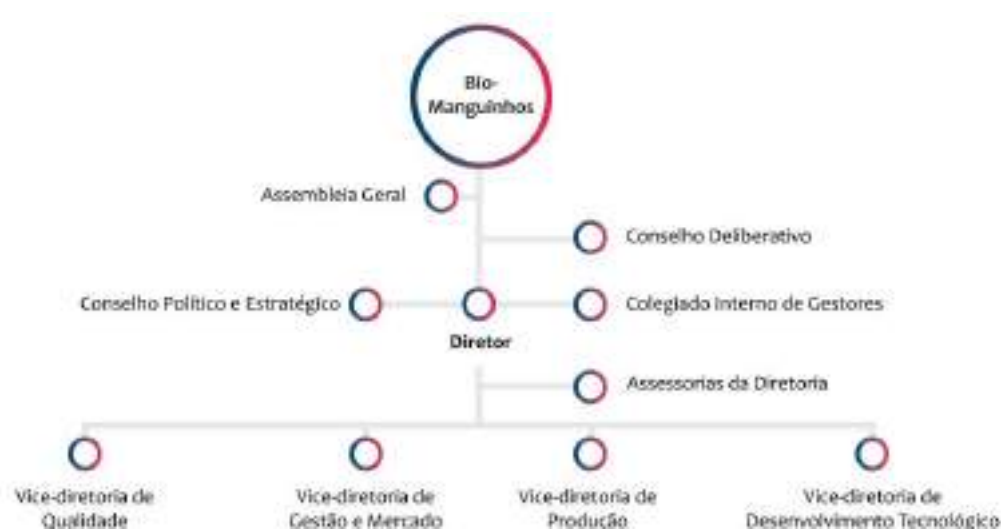 Bio-
Manguinhos
Assembleia Geral
Conselho Deliberativo
Conselho Político e Estratégico
Colegiado Interno de Gestores
Diretor
Assessorias da Diretoria
Vice-diretoria de
Qualidade
Vice-diretoria de
Gestão e Mercado
Vice-diretoria de
Produção
Vice-diretoria de
Desenvolvimento Tecnológico